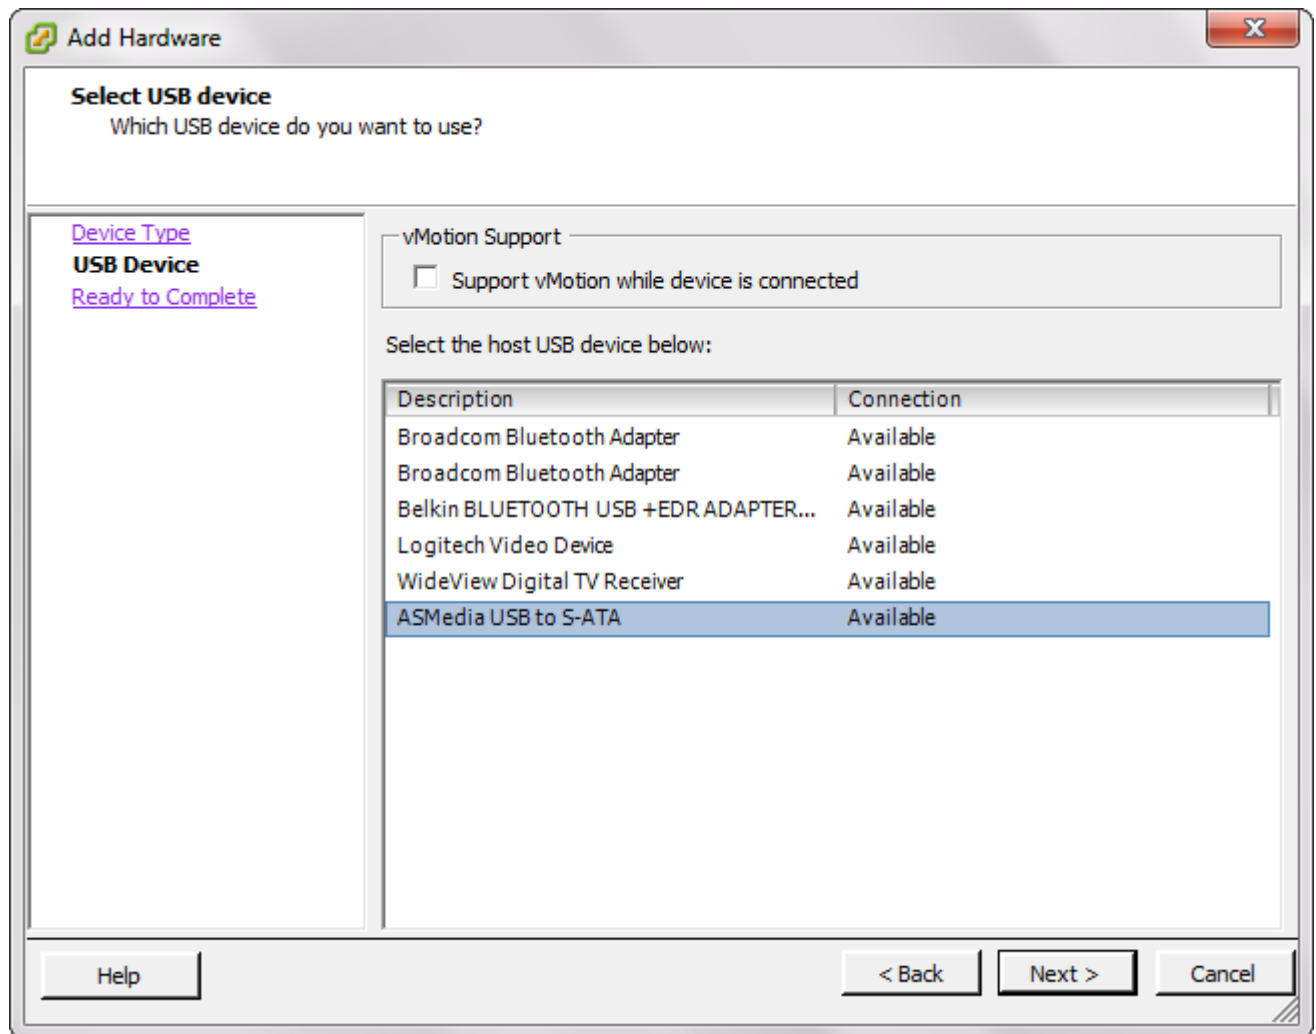 Add Hardware
Select USB device
Which USB device do you want to use?
Device Type
USB Device
Ready to Complete
vMotion Support
Support vMotion while device is connected
Select the host USB device below:
Description Connection
Broadcom Bluetooth Adapter Available
Broadcom Bluetooth Adapter Available
Belkin BLUETOOTH USB +EDR ADAPTER... Available
Logitech Video Device Available
WideView Digital TV Receiver Available
ASMedia USB to S-ATA Available
Help < Back Next > Cancel